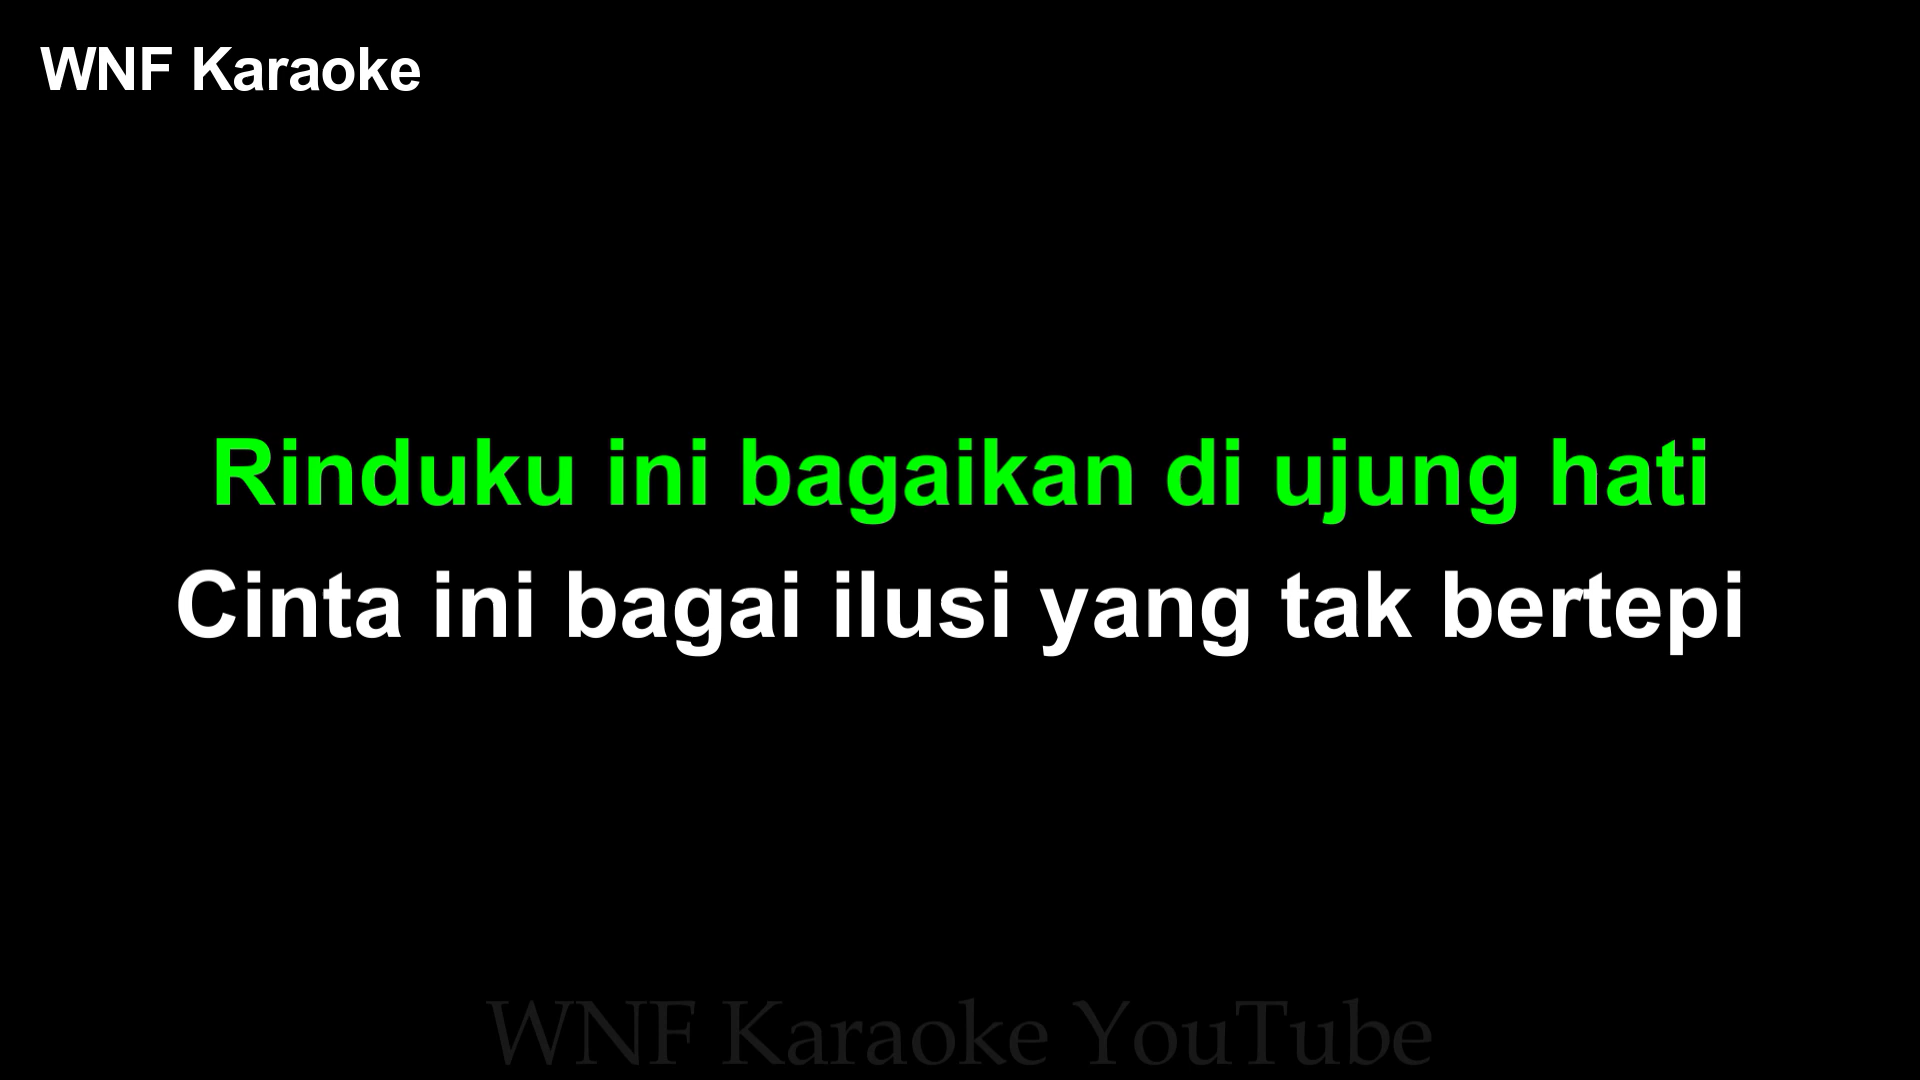 WNF Karaoke
Rinduku ini bagaikan di ujung hati
Cinta ini bagai ilusi yang tak bertepi
WNF Karaoke YouTube